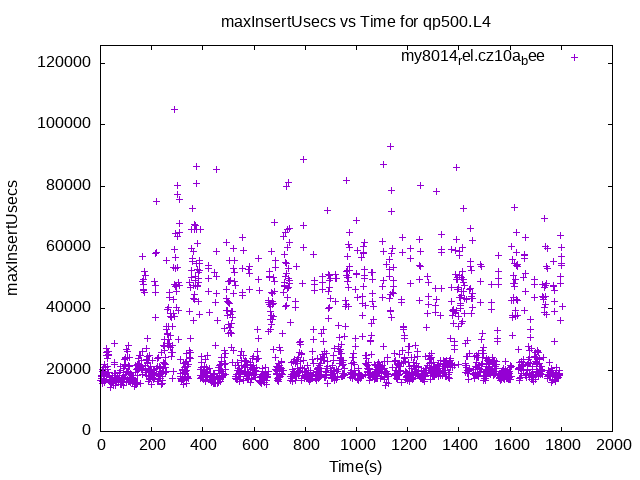 maxInsertUsecs vs Time for qp500.L4
my8014rel.cz10abee
120000
100000
80000
60000
40000
20000
0
maxInsertUsecs
0 200 400 600 800 1000 1200 1400 1600 1800 2000
Time(s)